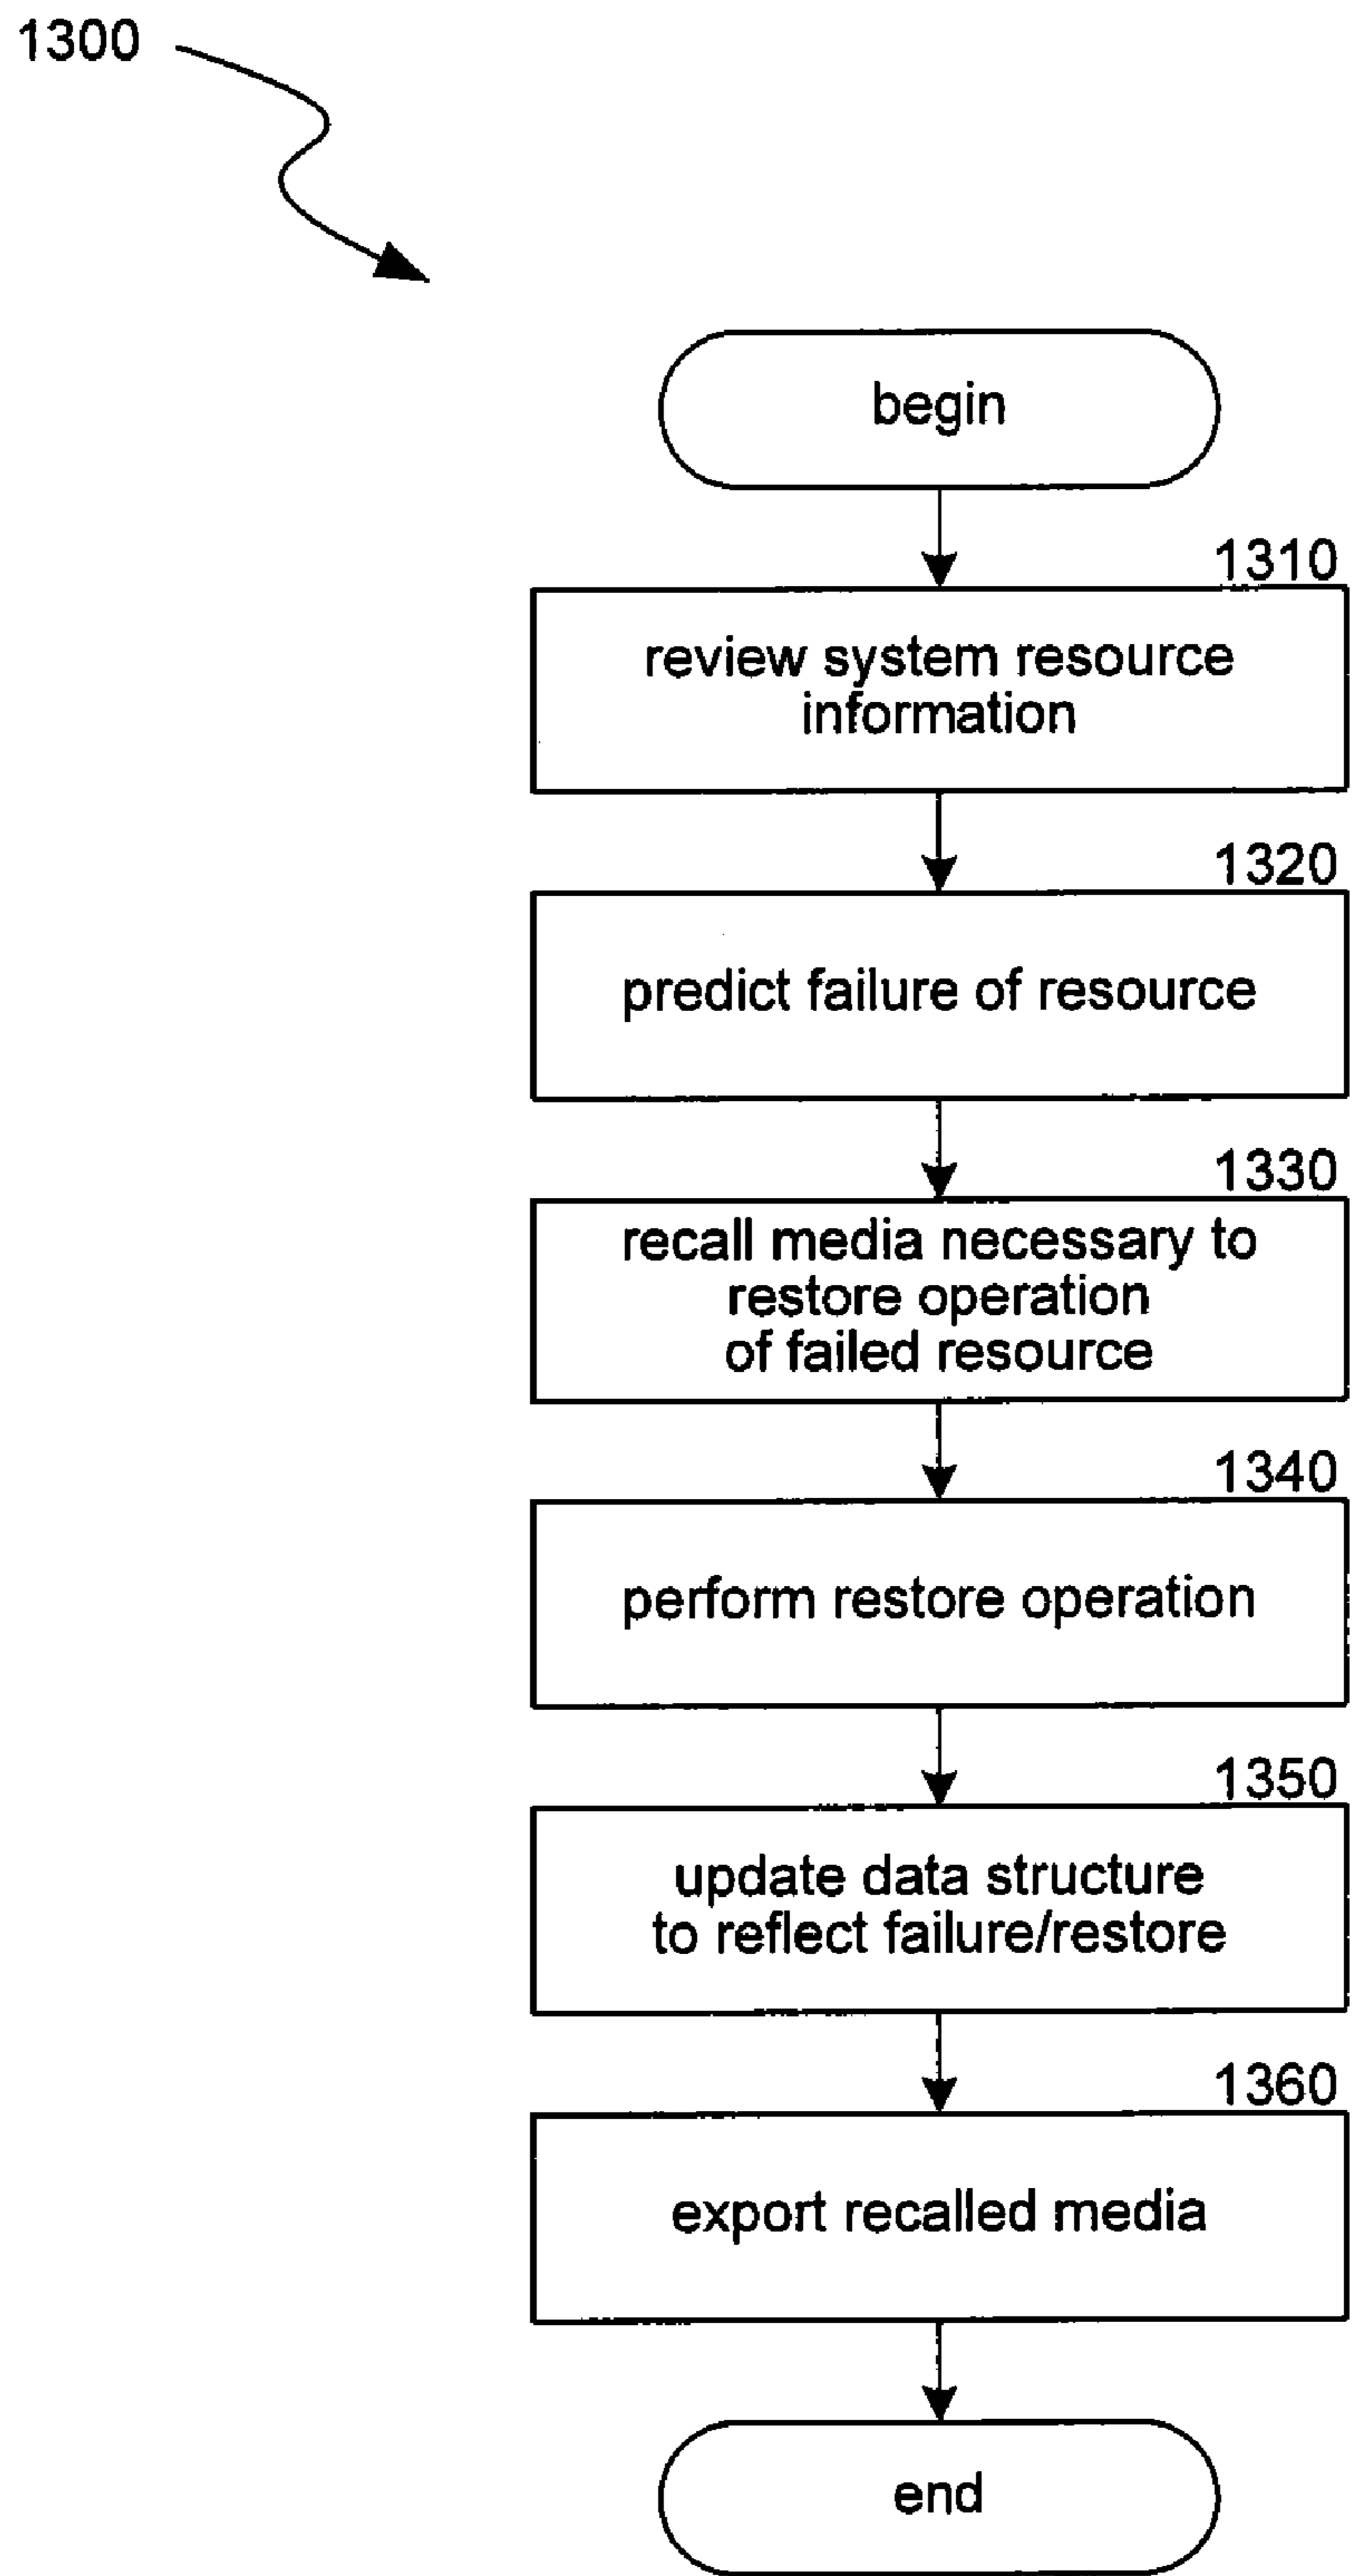 1300
begin
1310
review system resource
information
1320
predict failure of resource
1330
recall media necessary to
restore operation
of failed resource
1340
perform restore operation
1350
update data structure
to reflect failure/restore
1360
export recalled media
end